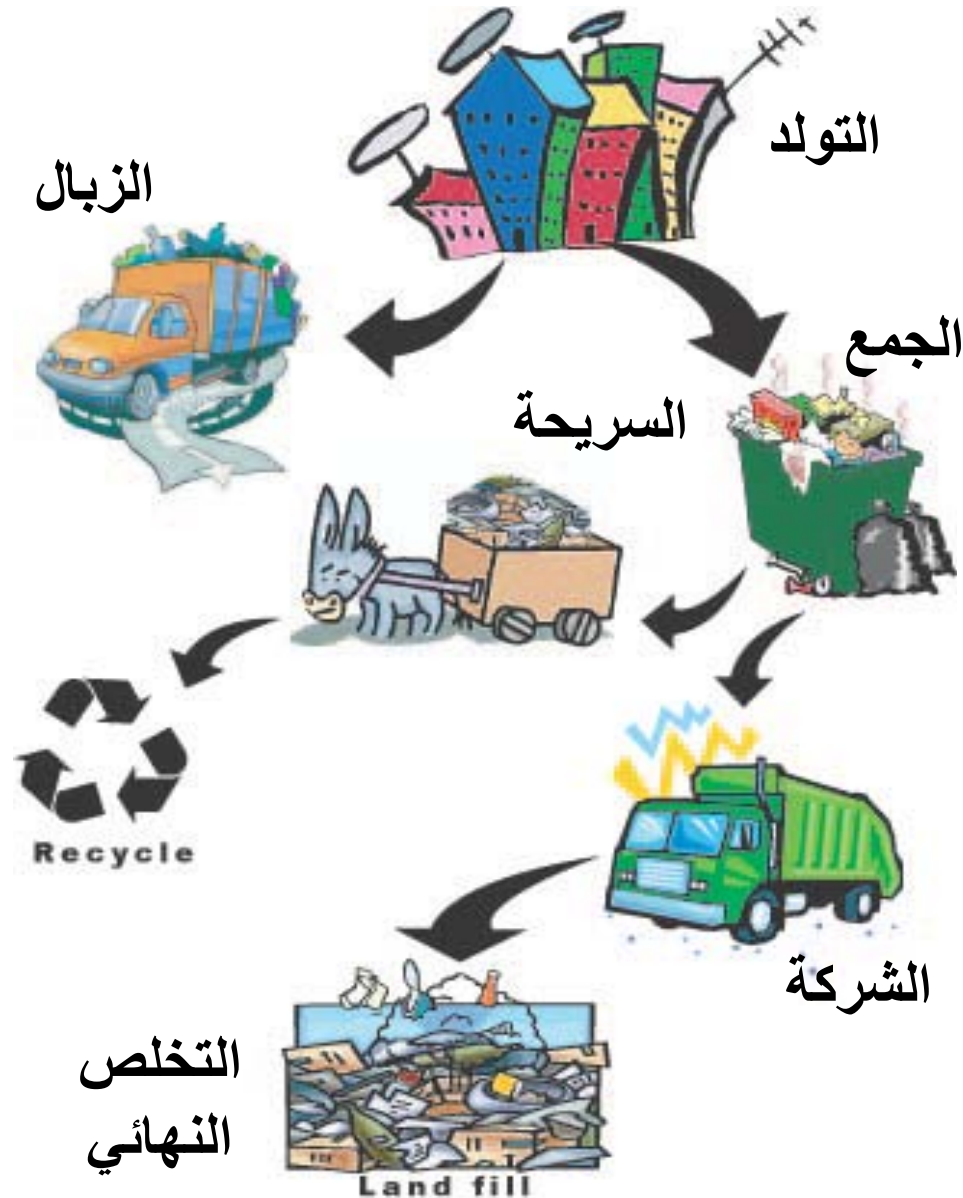 التولد
الزبال
الجمع
السريحة
Recycle
الشركة
التخلص
النهائي
Land fill